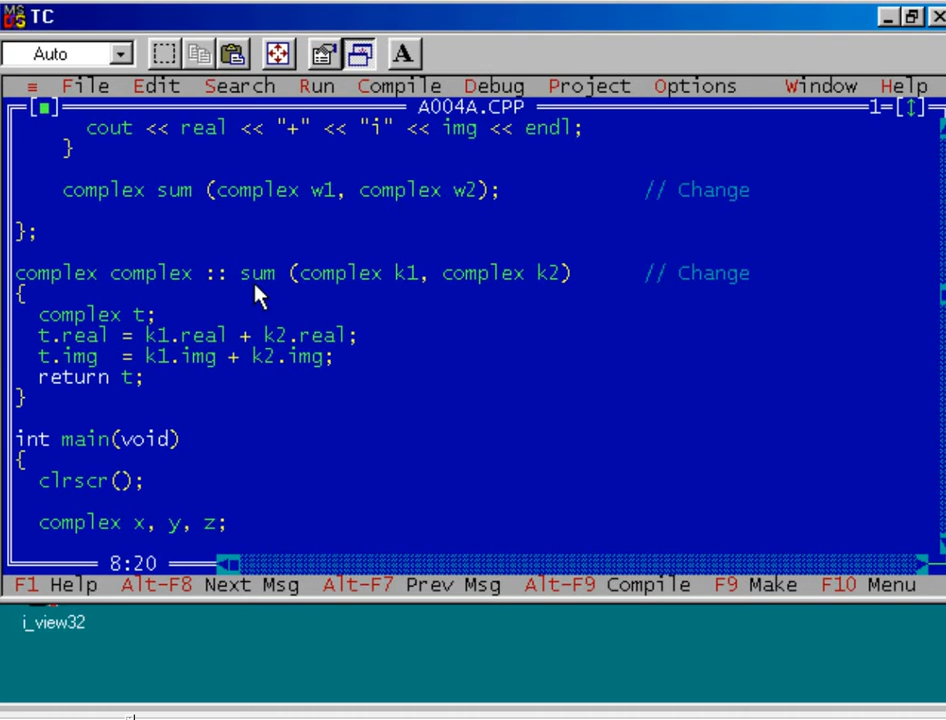 MS DOS TC
Auto A
≡ File Edit Search Run Compile Debug Project Options Window Help
[■] A004A.CPP 1=[↕]
cout << real << "+" << "i" << img << endl;
}
complex sum (complex w1, complex w2); // Change
};
complex complex :: sum (complex k1, complex k2) // Change
{
complex t;
t.real = k1.real + k2.real;
t.img = k1.img + k2.img;
return t;
}
int main(void)
{
clrscr();
complex x, y, z;
8:20
F1 Help Alt-F8 Next Msg Alt-F7 Prev Msg Alt-F9 Compile F9 Make F10 Menu
i_view32